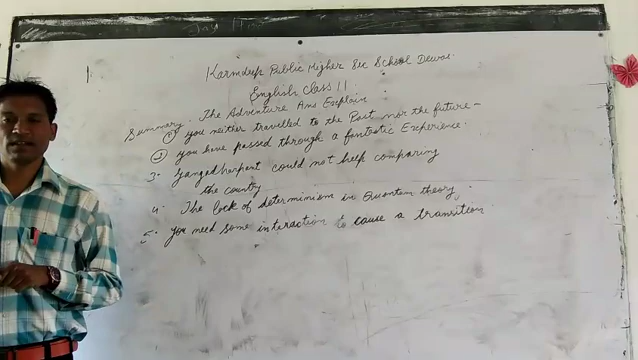 Karmdeep Public Higher Sec School Dewas
English Class 11
The Adventure Ans Explain
Summary
① You neither travelled to the Past nor the future -
② You have passed through a fantastic Experience.
3. Gangadharpant could not help comparing
the country
4. The lack of determinism in Quantum theory.
5. You need some interaction to cause a transition